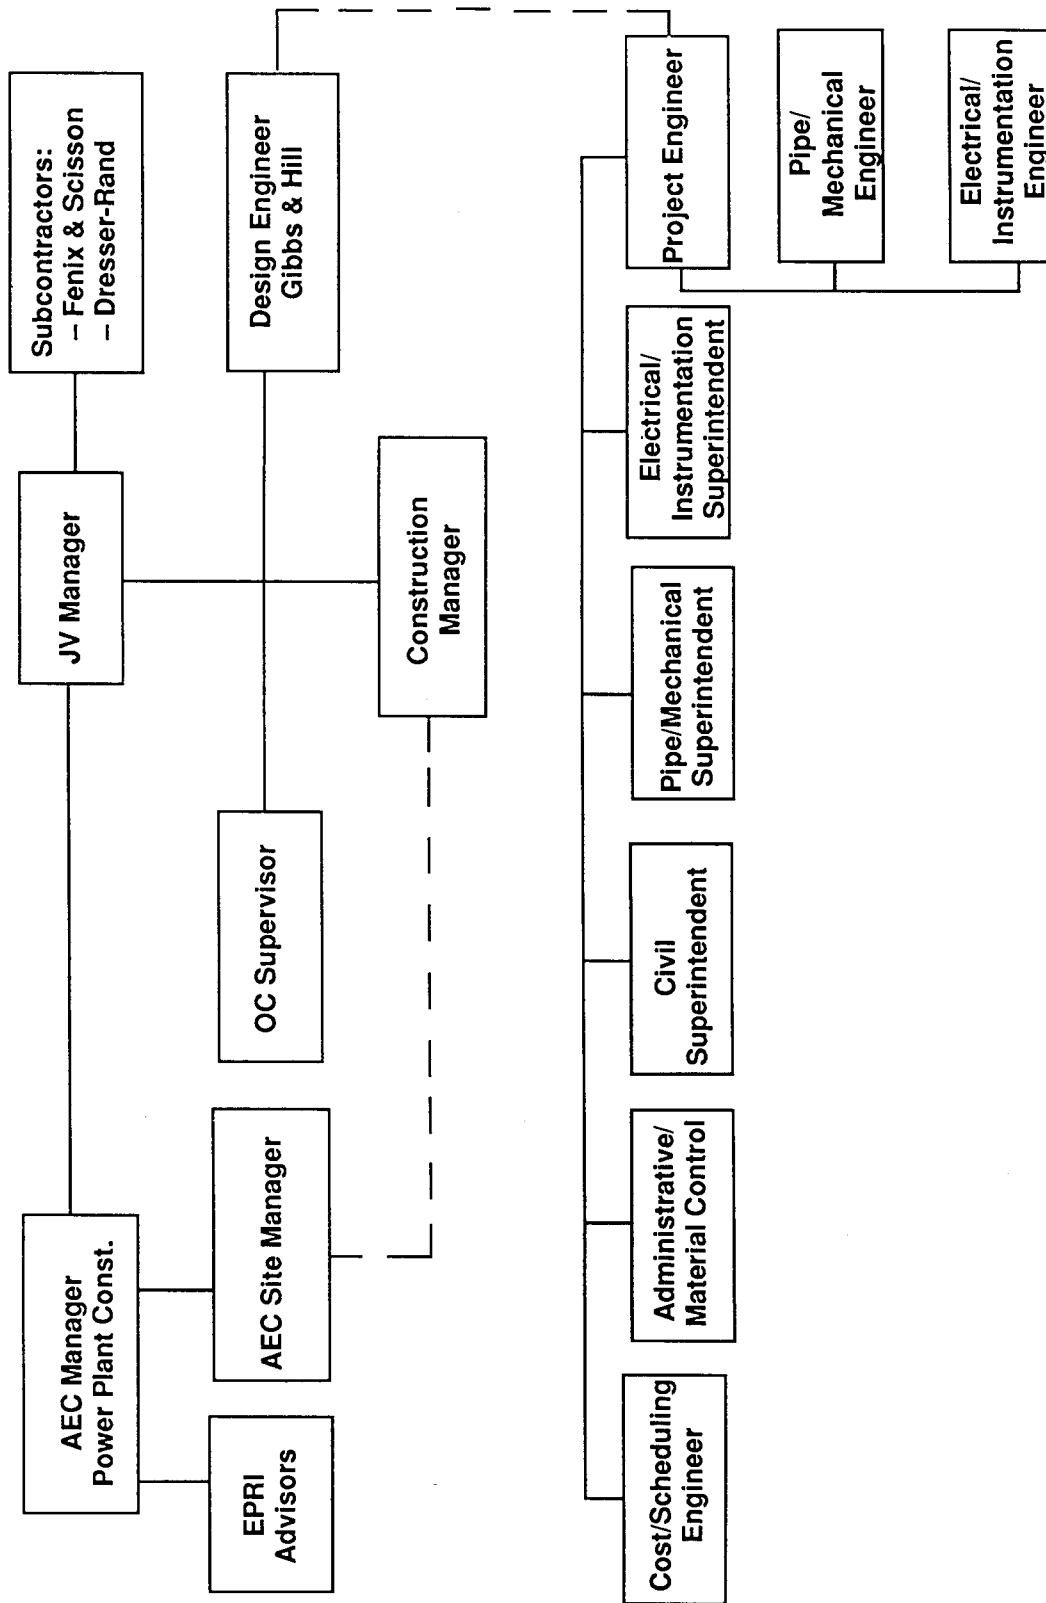 AEC Manager
Power Plant Const.
JV Manager
Subcontractors:
– Fenix & Scisson
– Dresser-Rand
EPRI
Advisors
AEC Site Manager
OC Supervisor
Design Engineer
Gibbs & Hill
Construction
Manager
Cost/Scheduling
Engineer
Administrative/
Material Control
Civil
Superintendent
Pipe/Mechanical
Superintendent
Electrical/
Instrumentation
Superintendent
Project Engineer
Pipe/
Mechanical
Engineer
Electrical/
Instrumentation
Engineer